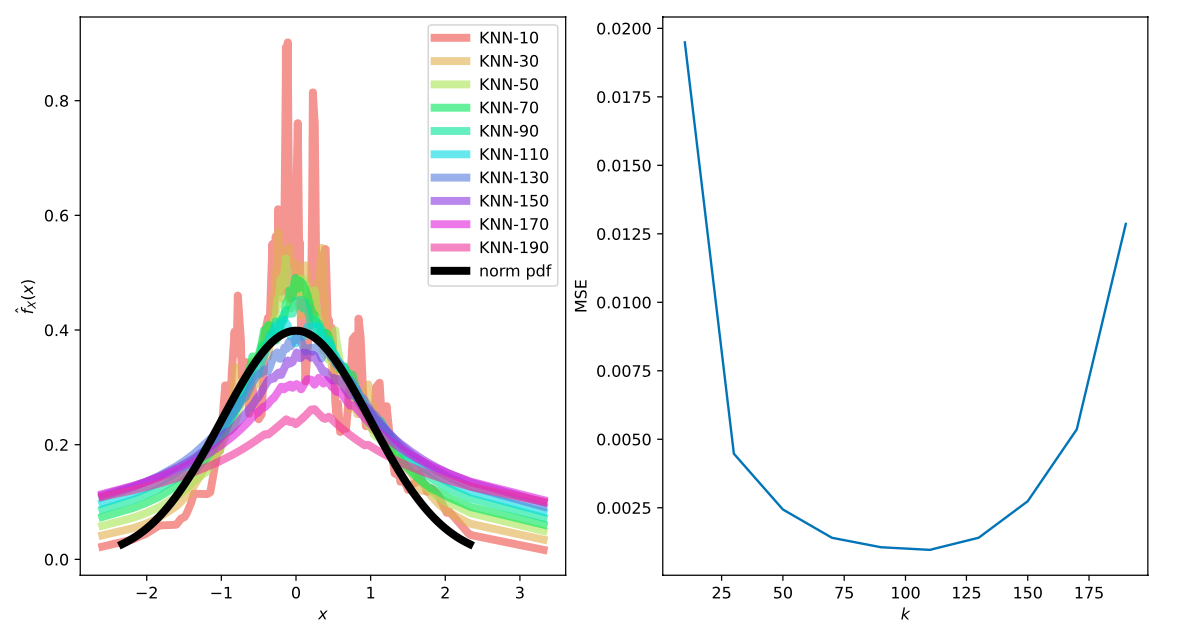 KNN-10
KNN-30
KNN-50
KNN-70
KNN-90
KNN-110
KNN-130
KNN-150
KNN-170
KNN-190
norm pdf
0.8
0.6
0.4
0.2
0.0
f̂_X(x)
−2 −1 0 1 2 3
x
0.0200
0.0175
0.0150
0.0125
0.0100
0.0075
0.0050
0.0025
MSE
25 50 75 100 125 150 175
k